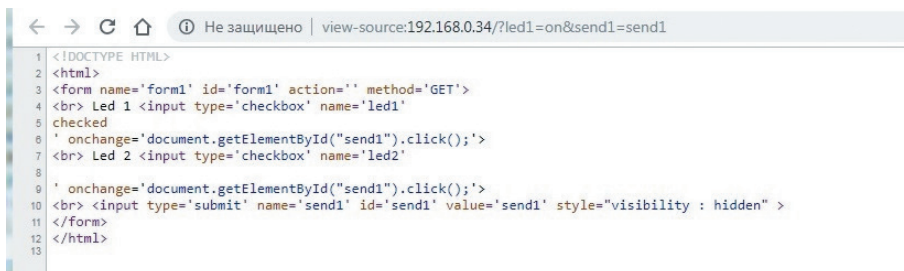 Не защищено | view-source:192.168.0.34/?led1=on&send1=send1
1 <!DOCTYPE HTML>
2 <html>
3 <form name='form1' id='form1' action='' method='GET'>
4 <br> Led 1 <input type='checkbox' name='led1'
5 checked
6 ' onchange='document.getElementById("send1").click();'>
7 <br> Led 2 <input type='checkbox' name='led2'
8
9 ' onchange='document.getElementById("send1").click();'>
10 <br> <input type='submit' name='send1' id='send1' value='send1' style="visibility : hidden" >
11 </form>
12 </html>
13